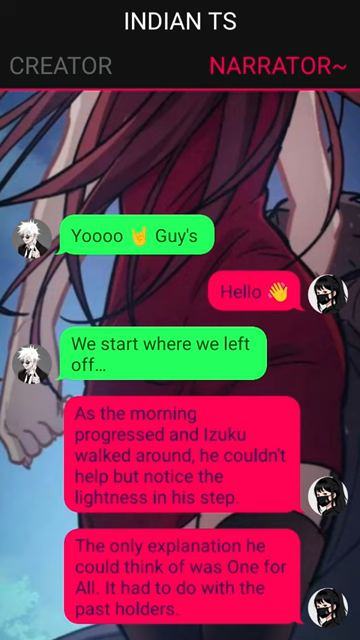 INDIAN TS
CREATOR NARRATOR~
Yoooo 🤘 Guy's
Hello 👋
We start where we left
off...
As the morning
progressed and Izuku
walked around, he couldn't
help but notice the
lightness in his step.
The only explanation he
could think of was One for
All. It had to do with the
past holders.